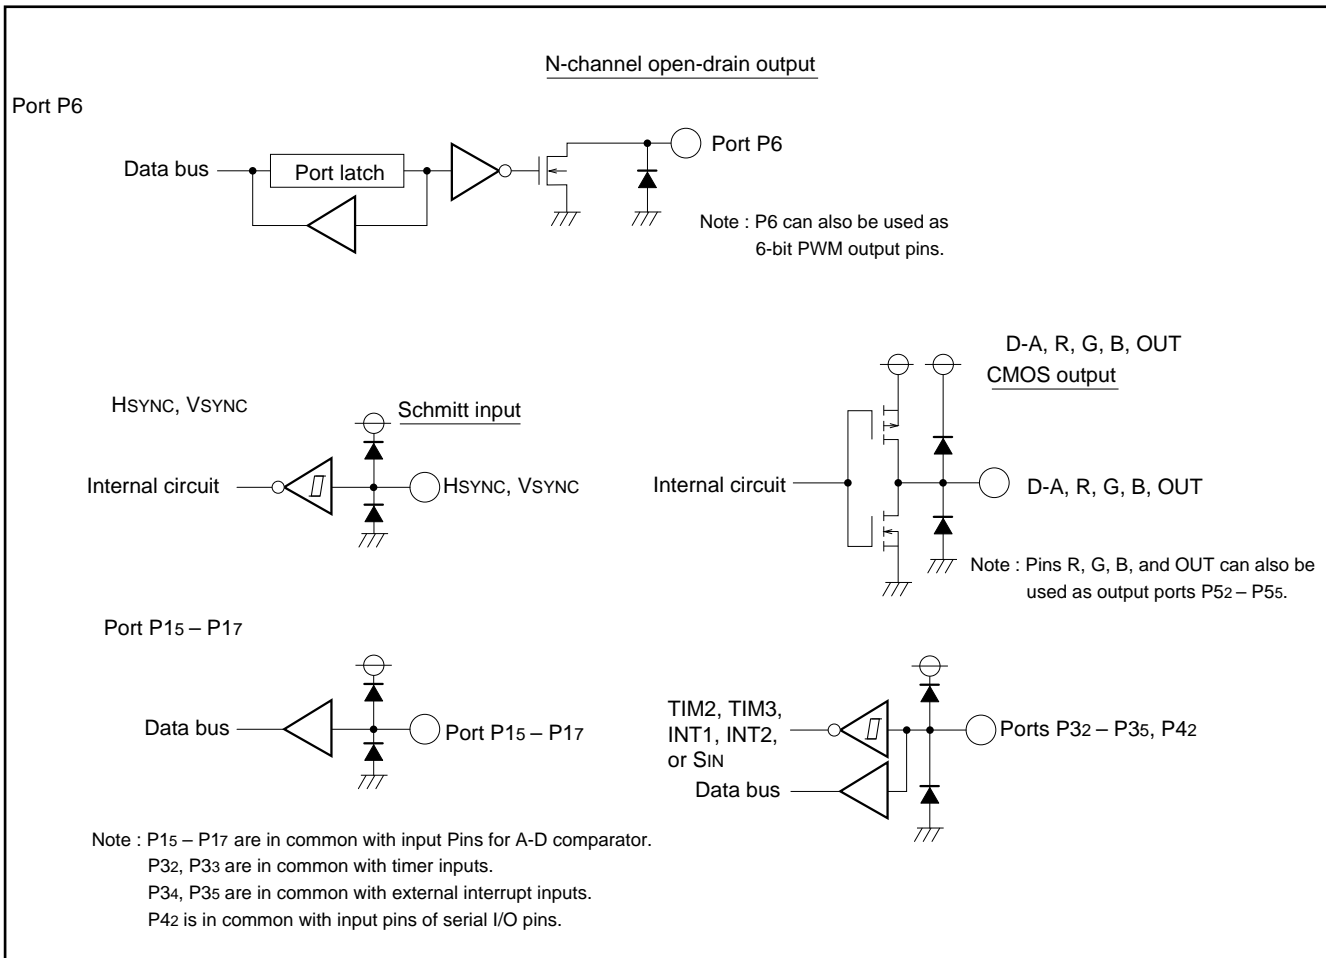 N-channel open-drain output
Port P6
Data bus
Port latch
Port P6
Note : P6 can also be used as
6-bit PWM output pins.
HSYNC, VSYNC
Schmitt input
Internal circuit
HSYNC, VSYNC
D-A, R, G, B, OUT
CMOS output
Internal circuit
D-A, R, G, B, OUT
Note : Pins R, G, B, and OUT can also be
used as output ports P52 – P55.
Port P15 – P17
Data bus
Port P15 – P17
TIM2, TIM3,
INT1, INT2,
or SIN
Data bus
Ports P32 – P35, P42
Note : P15 – P17 are in common with input Pins for A-D comparator.
P32, P33 are in common with timer inputs.
P34, P35 are in common with external interrupt inputs.
P42 is in common with input pins of serial I/O pins.